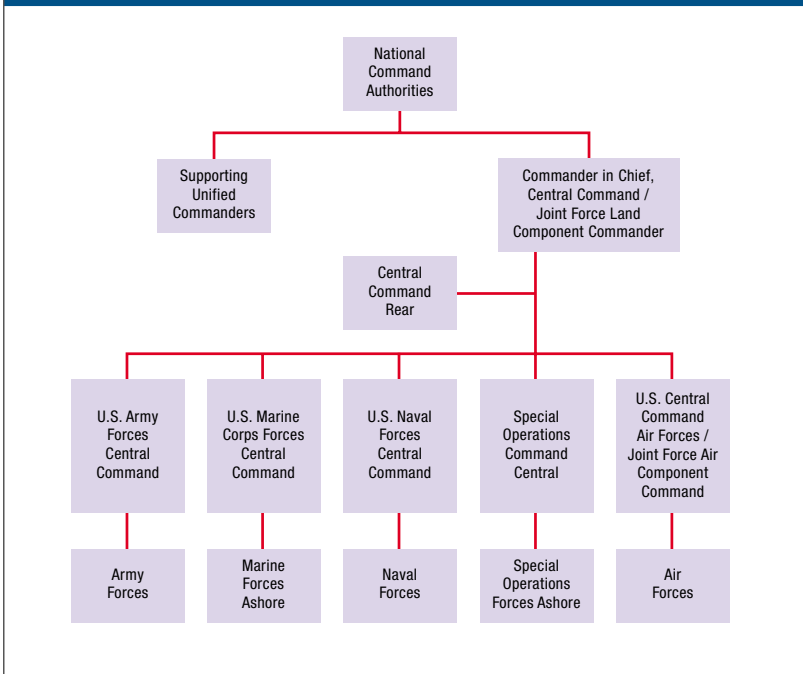 National
Command
Authorities
Supporting
Unified
Commanders
Commander in Chief,
Central Command /
Joint Force Land
Component Commander
Central
Command
Rear
U.S. Army
Forces
Central
Command
U.S. Marine
Corps Forces
Central
Command
U.S. Naval
Forces
Central
Command
Special
Operations
Command
Central
U.S. Central
Command
Air Forces /
Joint Force Air
Component
Command
Army
Forces
Marine
Forces
Ashore
Naval
Forces
Special
Operations
Forces Ashore
Air
Forces